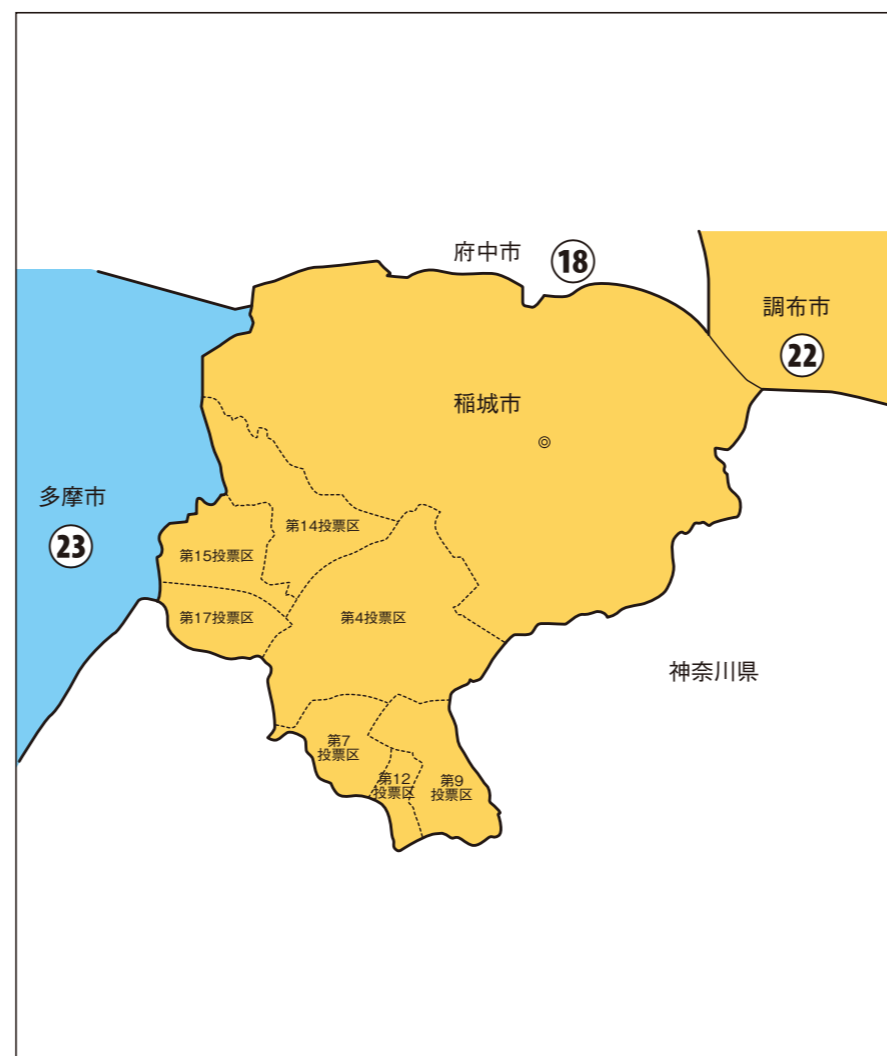 府中市 18
調布市
22
稲城市
多摩市
23
第14投票区
第15投票区
第17投票区
第4投票区
神奈川県
第7
投票区
第12
投票区
第9
投票区